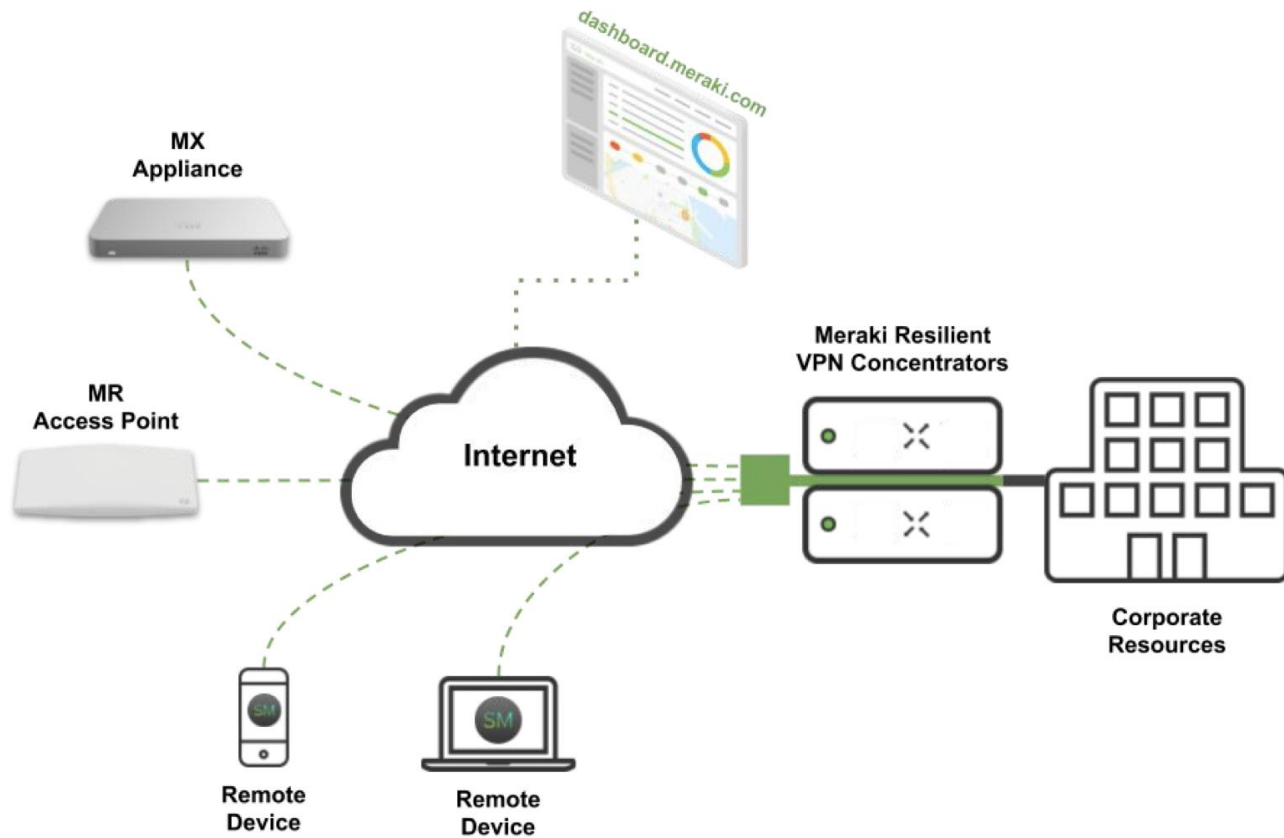 dashboard.meraki.com
MX
Appliance
Meraki Resilient
VPN Concentrators
MR
Access Point
Internet
Corporate
Resources
SM
SM
Remote
Device
Remote
Device